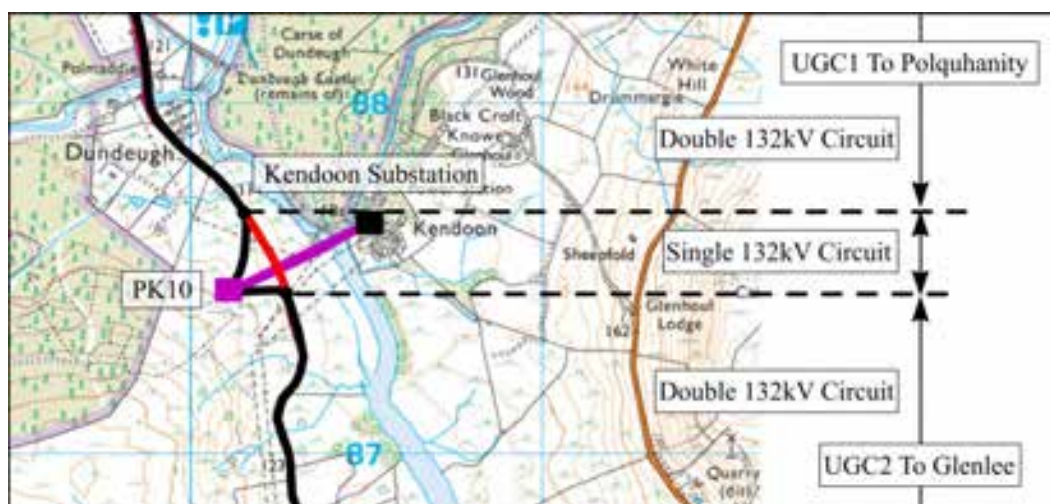 Carse of
Dundeugh
121
Polmaddie
Dundeugh Castle
(remains of)
88
131
Glenhoul
Wood
Black Croft
Knowe
White
Hill
Drummargie
UGC1 To Polquhanity
Double 132kV Circuit
Dundeugh
Kendoon Substation
Kendoon
Sheepfold
Single 132kV Circuit
PK10
Glenhoul
Lodge
162
Double 132kV Circuit
87
123
Quarry
(dis)
UGC2 To Glenlee